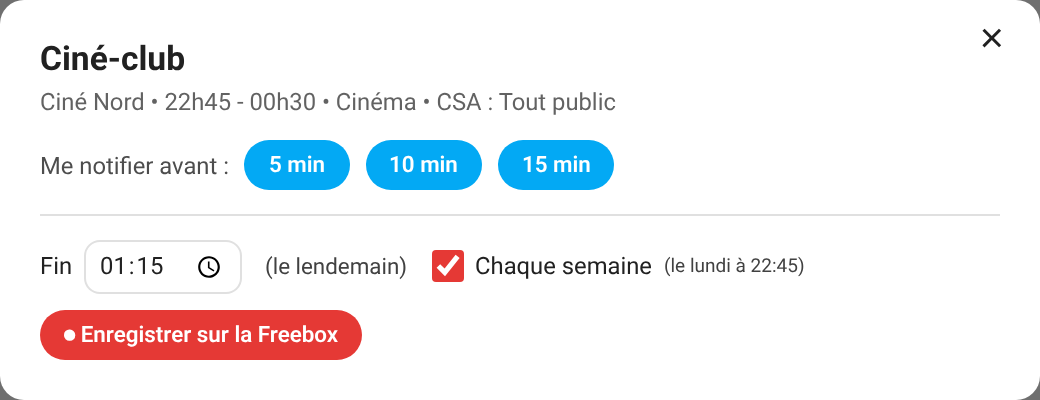 Ciné-club
Ciné Nord • 22h45 - 00h30 • Cinéma • CSA : Tout public
Me notifier avant : 5 min 10 min 15 min
Fin 01:15 (le lendemain) Chaque semaine (le lundi à 22:45)
Enregistrer sur la Freebox